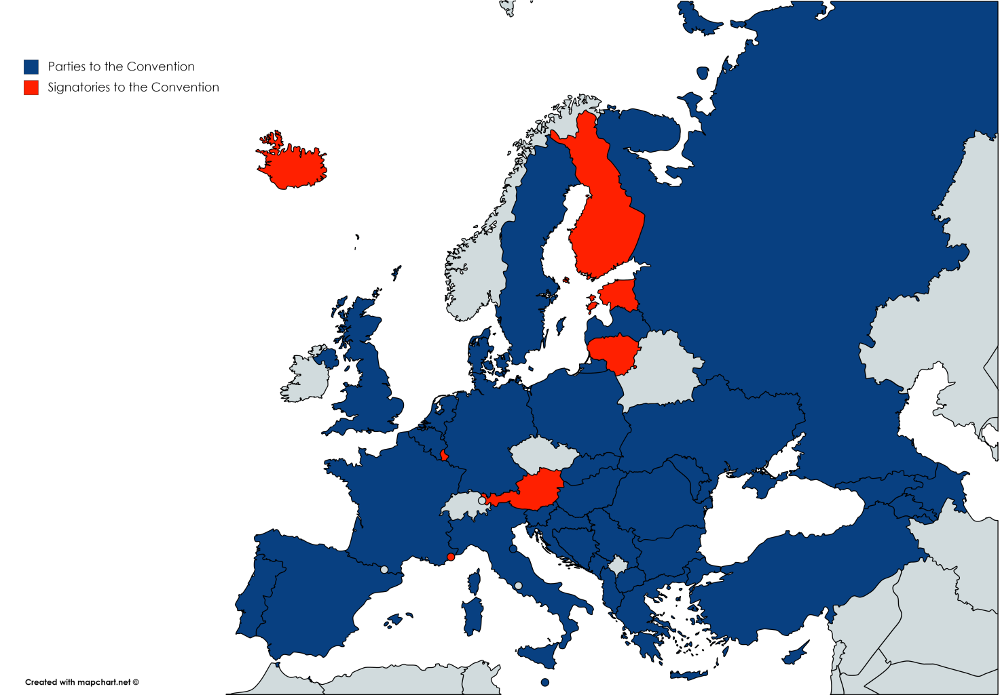 Parties to the Convention
Signatories to the Convention
Created with mapchart.net ©